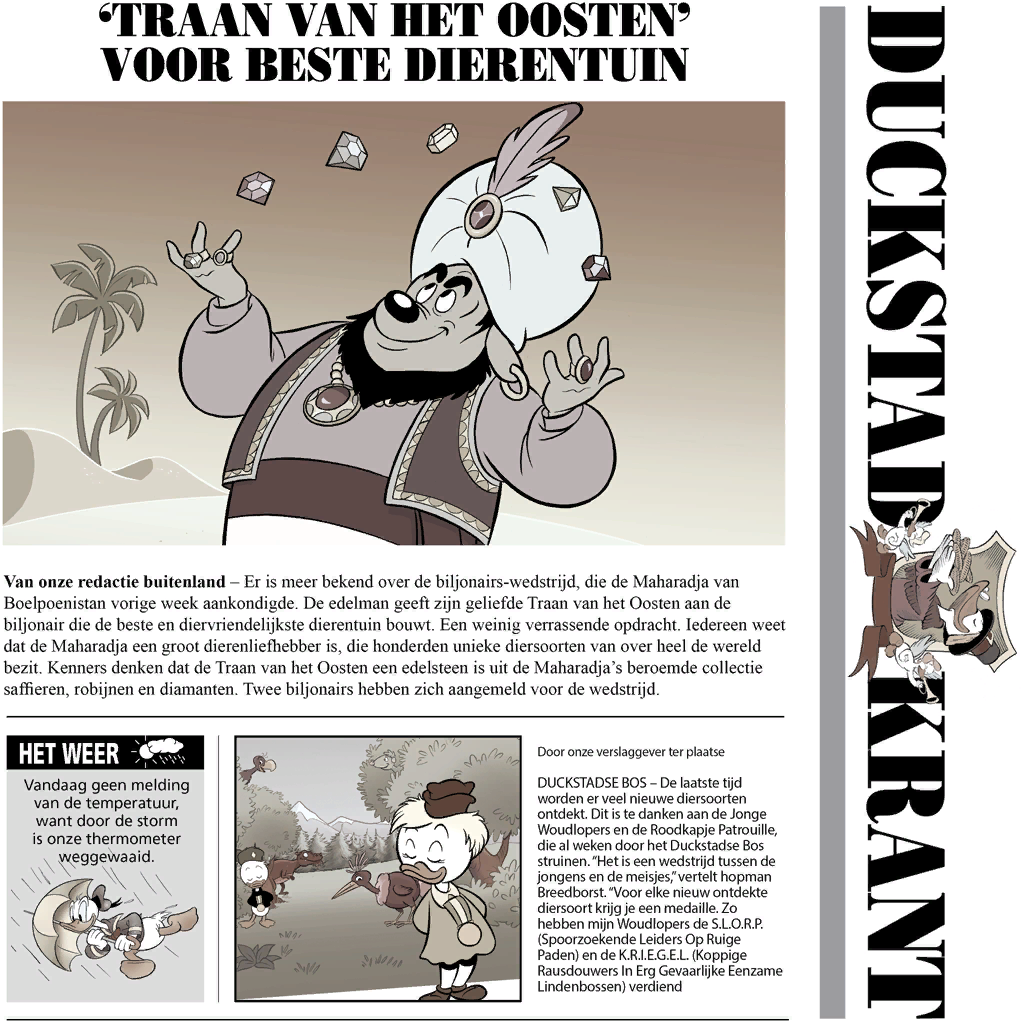 ‘TRAAN VAN HET OOSTEN’
VOOR BESTE DIERENTUIN
Van onze redactie buitenland – Er is meer bekend over de biljonairs-wedstrijd, die de Maharadja van
Boelpoenistan vorige week aankondigde. De edelman geeft zijn geliefde Traan van het Oosten aan de
biljonair die de beste en diervriendelijkste dierentuin bouwt. Een weinig verrassende opdracht. Iedereen weet
dat de Maharadja een groot dierenliefhebber is, die honderden unieke diersoorten van over heel de wereld
bezit. Kenners denken dat de Traan van het Oosten een edelsteen is uit de Maharadja’s beroemde collectie
saffieren, robijnen en diamanten. Twee biljonairs hebben zich aangemeld voor de wedstrijd.
HET WEER
Vandaag geen melding
van de temperatuur,
want door de storm
is onze thermometer
weggewaaid.
Door onze verslaggever ter plaatse
DUCKSTADSE BOS – De laatste tijd
worden er veel nieuwe diersoorten
ontdekt. Dit is te danken aan de Jonge
Woudlopers en de Roodkapje Patrouille,
die al weken door het Duckstadse Bos
struinen. “Het is een wedstrijd tussen de
jongens en de meisjes,” vertelt hopman
Breedborst. “Voor elke nieuw ontdekte
diersoort krijg je een medaille. Zo
hebben mijn Woudlopers de S.L.O.R.P.
(Spoorzoekende Leiders Op Ruige
Paden) en de K.R.I.E.G.E.L. (Koppige
Rausdouwers In Erg Gevaarlijke Eenzame
Lindenbossen) verdiend
DUCKSTAD KRANT